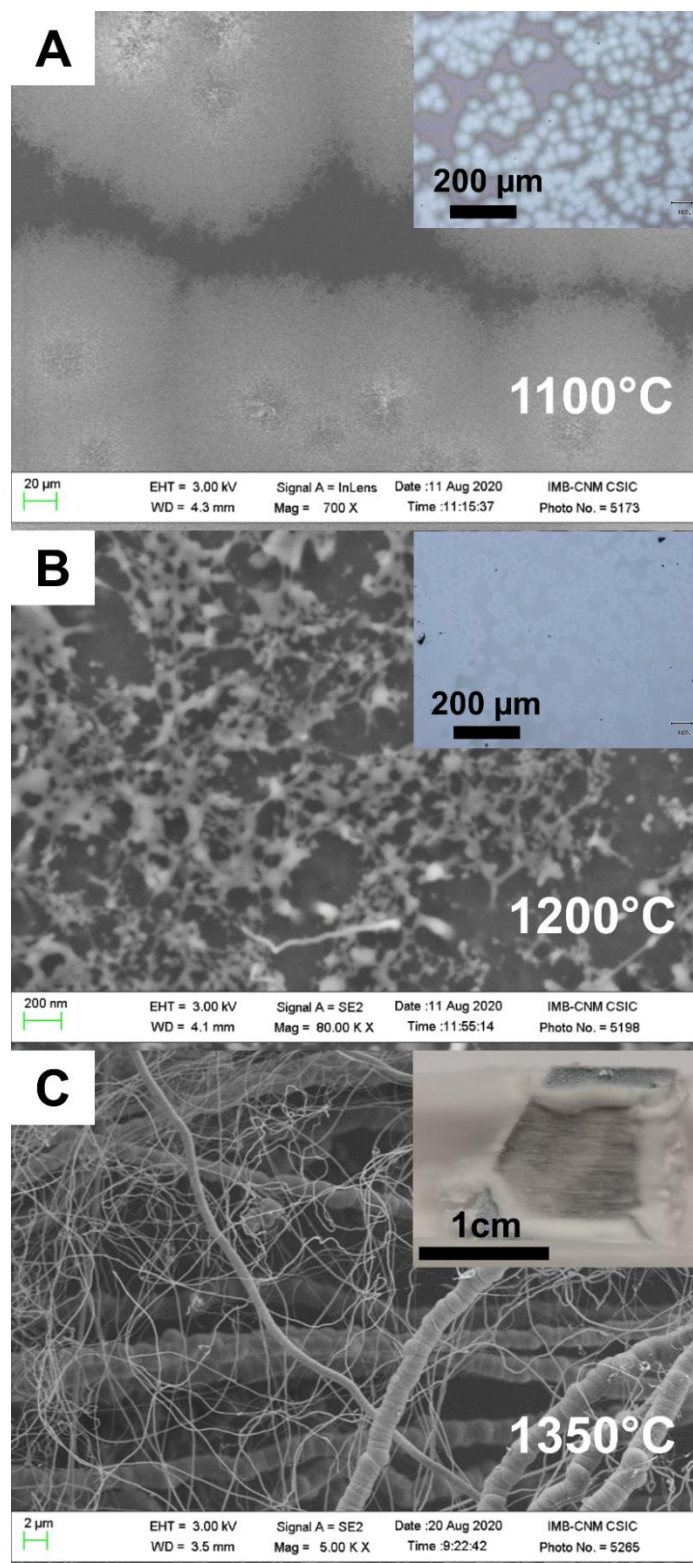 A
200 µm
1100°C
20 µm
EHT = 3.00 kV
Signal A = InLens
Date :11 Aug 2020
IMB-CNM CSIC
WD = 4.3 mm
Mag = 700 X
Time :11:15:37
Photo No. = 5173
B
200 µm
1200°C
200 nm
EHT = 3.00 kV
Signal A = SE2
Date :11 Aug 2020
IMB-CNM CSIC
WD = 4.1 mm
Mag = 80.00 K X
Time :11:55:14
Photo No. = 5198
C
1cm
1350°C
2 µm
EHT = 3.00 kV
Signal A = SE2
Date :20 Aug 2020
IMB-CNM CSIC
WD = 3.5 mm
Mag = 5.00 K X
Time :9:22:42
Photo No. = 5265